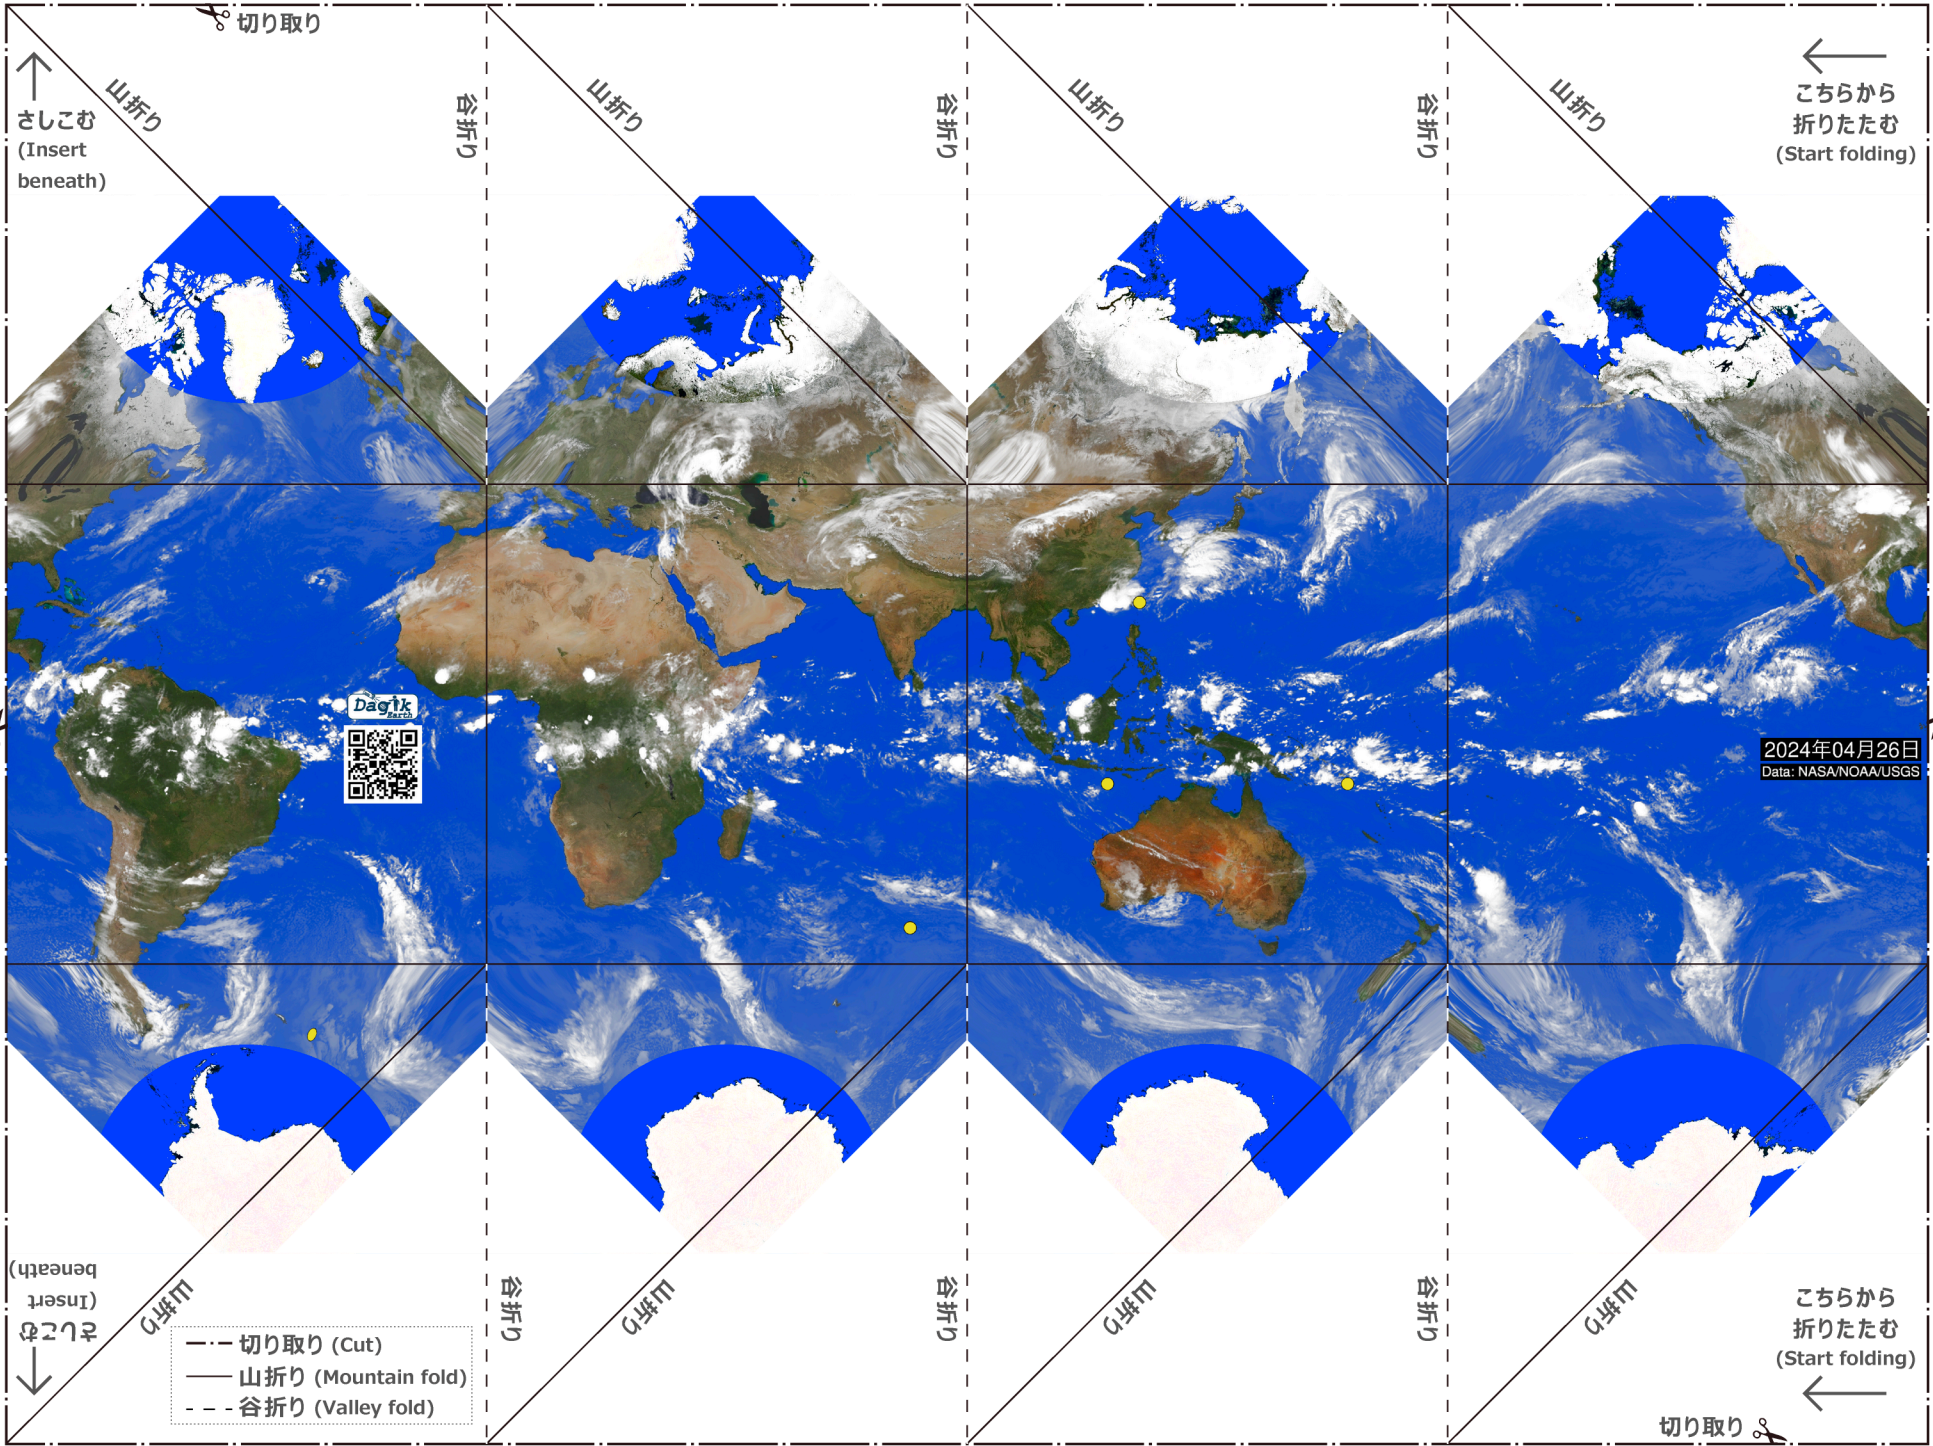 切り取り
山折り
谷折り
山折り
谷折り
山折り
谷折り
山折り
さしこむ
(Insert
beneath)
こちらから
折りたたむ
(Start folding)
Dagik
Earth
2024年04月26日
Data: NASA/NOAA/USGS
さしこむ
(Insert
beneath)
山折り
谷折り
山折り
谷折り
山折り
谷折り
山折り
こちらから
折りたたむ
(Start folding)
切り取り (Cut)
山折り (Mountain fold)
谷折り (Valley fold)
切り取り